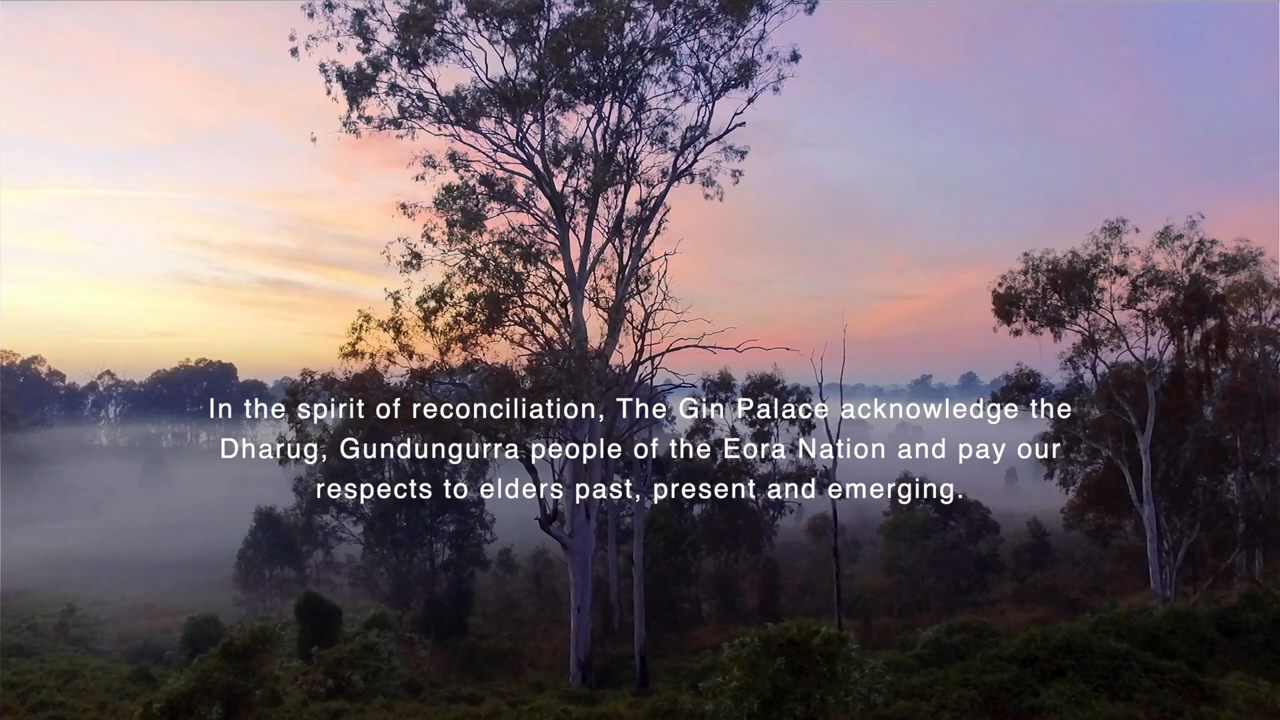 In the spirit of reconciliation, The Gin Palace acknowledge the
Dharug, Gundungurra people of the Eora Nation and pay our
respects to elders past, present and emerging.